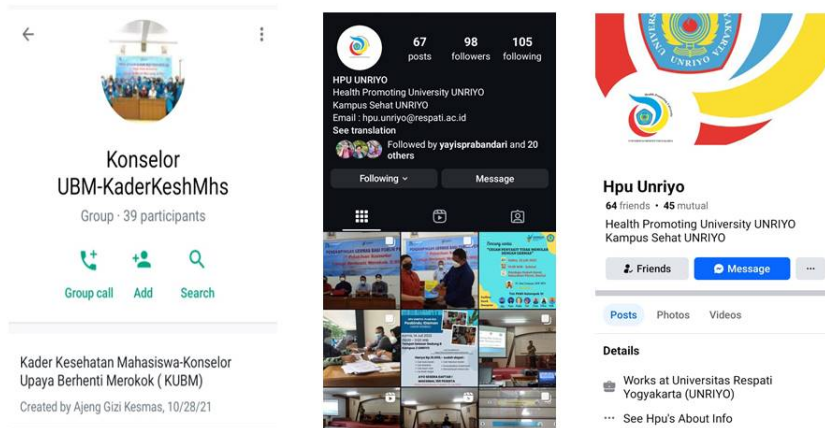 Konselor
UBM-KaderKeshMhs
Group · 39 participants
Group call
Add
Search
Kader Kesehatan Mahasiswa-Konselor
Upaya Berhenti Merokok ( KUBM)
Created by Ajeng Gizi Kesmas, 10/28/21
67
posts
98
followers
105
following
HPU UNRIYO
Health Promoting University UNRIYO
Kampus Sehat UNRIYO
Email : hpu.unriyo@respati.ac.id
See translation
Followed by yayisprabandari and 20
others
Following
Message
UNRIYO
Hpu Unriyo
64 friends • 45 mutual
Health Promoting University UNRIYO
Kampus Sehat UNRIYO
Friends
Message
Posts
Photos
Videos
Details
Works at Universitas Respati
Yogyakarta (UNRIYO)
See Hpu's About Info